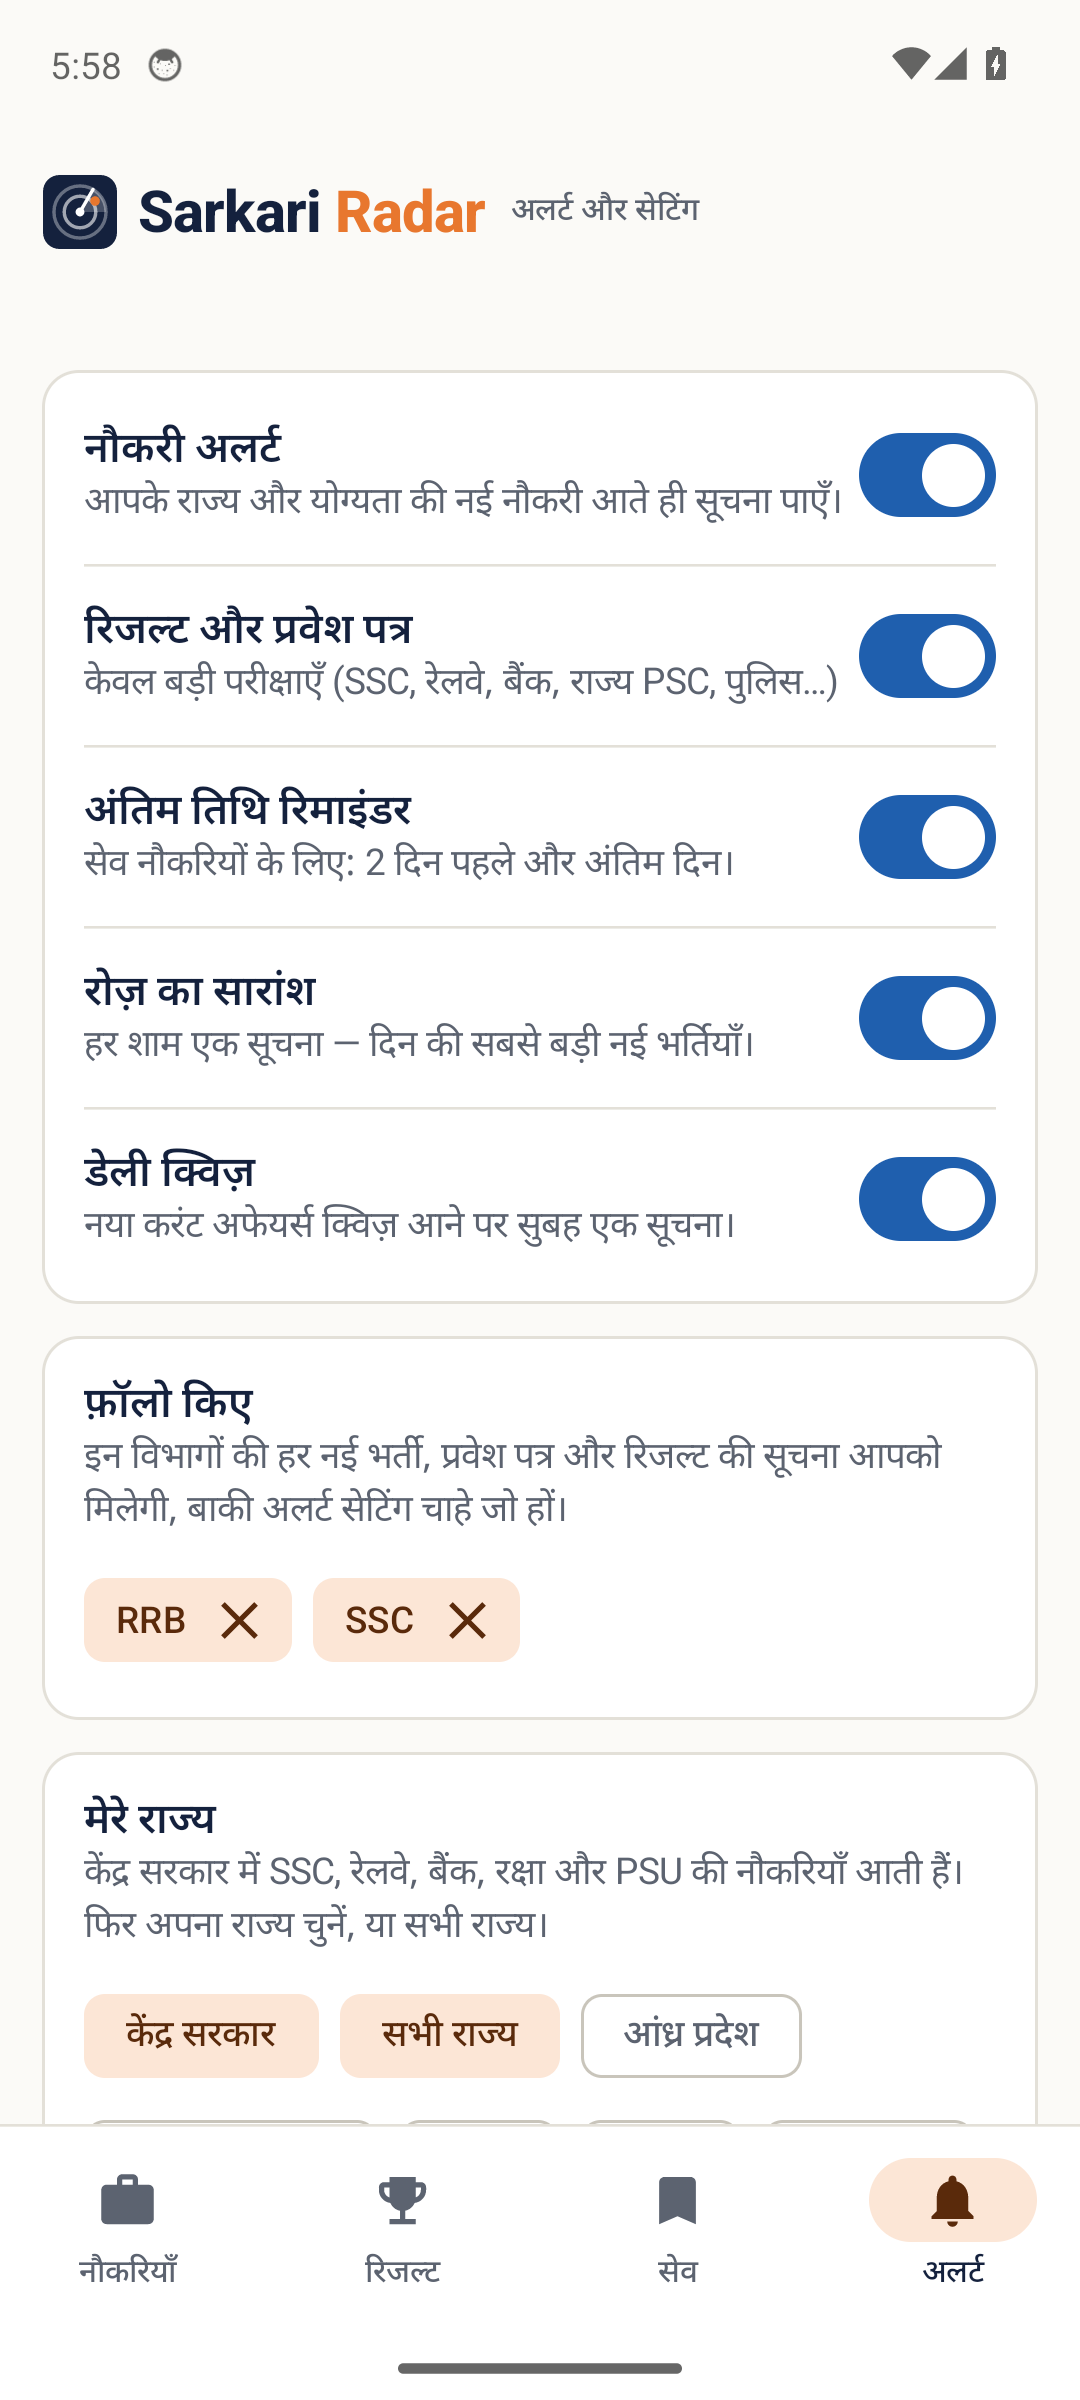 5:58
Sarkari Radar अलर्ट और सेटिंग
नौकरी अलर्ट
आपके राज्य और योग्यता की नई नौकरी आते ही सूचना पाएँ।
रिजल्ट और प्रवेश पत्र
केवल बड़ी परीक्षाएँ (SSC, रेलवे, बैंक, राज्य PSC, पुलिस…)
अंतिम तिथि रिमाइंडर
सेव नौकरियों के लिए: 2 दिन पहले और अंतिम दिन।
रोज़ का सारांश
हर शाम एक सूचना — दिन की सबसे बड़ी नई भर्तियाँ।
डेली क्विज़
नया करंट अफेयर्स क्विज़ आने पर सुबह एक सूचना।
फ़ॉलो किए
इन विभागों की हर नई भर्ती, प्रवेश पत्र और रिजल्ट की सूचना आपको
मिलेगी, बाकी अलर्ट सेटिंग चाहे जो हों।
RRB SSC
मेरे राज्य
केंद्र सरकार में SSC, रेलवे, बैंक, रक्षा और PSU की नौकरियाँ आती हैं।
फिर अपना राज्य चुनें, या सभी राज्य।
केंद्र सरकार सभी राज्य आंध्र प्रदेश
नौकरियाँ रिजल्ट सेव अलर्ट